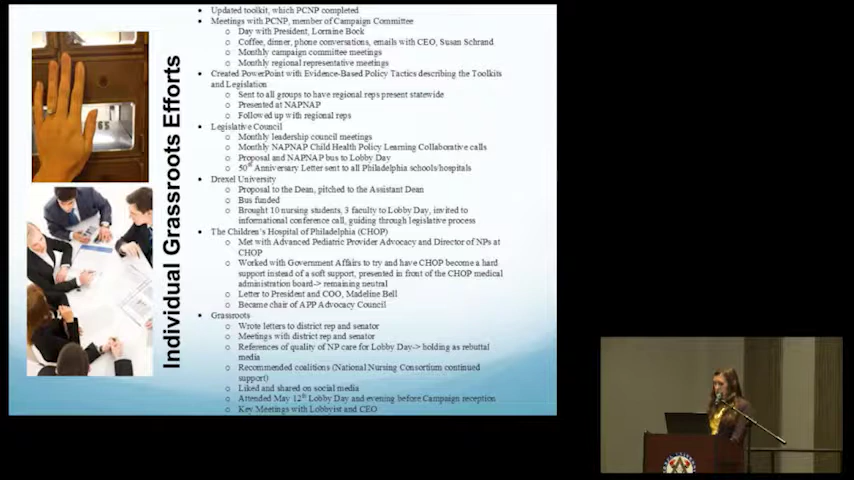 Individual Grassroots Efforts
• Updated toolkit, which PCNP completed
• Meetings with PCNP, member of Campaign Committee
o Day with President, Lorraine Bock
o Coffee, dinner, phone conversations, emails with CEO, Susan Schrand
o Monthly campaign committee meetings
o Monthly regional representative meetings
• Created PowerPoint with Evidence-Based Policy Tactics describing the Toolkits
and Legislation
o Sent to all groups to have regional reps present statewide
o Presented at NAPNAP
o Followed up with regional reps
• Legislative Council
o Monthly leadership council meetings
o Monthly NAPNAP Child Health Policy Learning Collaborative calls
o Proposal and NAPNAP bus to Lobby Day
o 50th Anniversary Letter sent to all Philadelphia schools/hospitals
• Drexel University
o Proposal to the Dean, pitched to the Assistant Dean
o Bus funded
o Brought 10 nursing students, 3 faculty to Lobby Day, invited to
informational conference call, guiding through legislative process
• The Children's Hospital of Philadelphia (CHOP)
o Met with Advanced Pediatric Provider Advocacy and Director of NPs at
CHOP
o Worked with Government Affairs to try and have CHOP become a hard
support instead of a soft support, presented in front of the CHOP medical
administration board-> remaining neutral
o Letter to President and COO, Madeline Bell
o Became chair of APP Advocacy Council
• Grassroots
o Wrote letters to district rep and senator
o Meetings with district rep and senator
o References of quality of NP care for Lobby Day-> holding as rebuttal
media
o Recommended coalitions (National Nursing Consortium continued
support)
o Liked and shared on social media
o Attended May 12th Lobby Day and evening before Campaign reception
o Key Meetings with Lobbyist and CEO